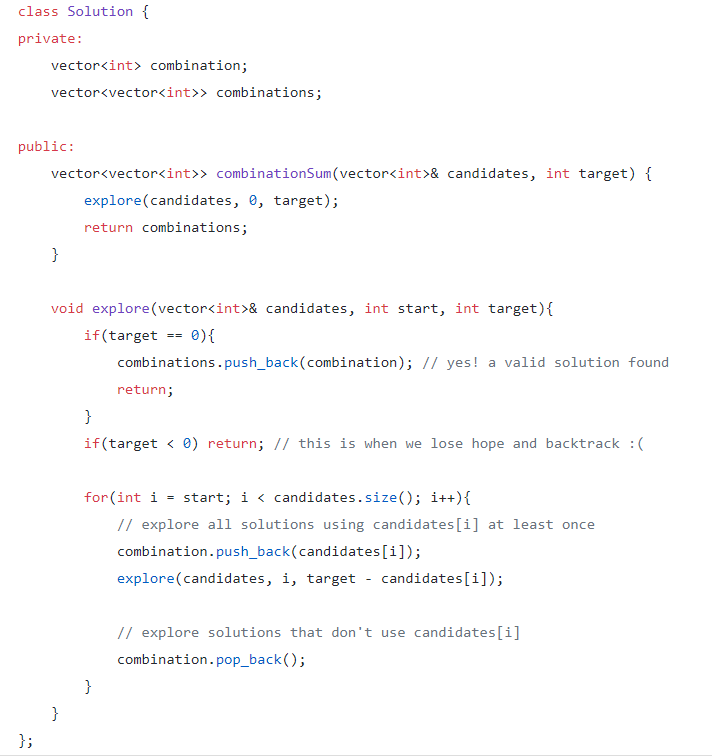 class Solution {
private:
    vector<int> combination;
    vector<vector<int>> combinations;

public:
    vector<vector<int>> combinationSum(vector<int>& candidates, int target) {
        explore(candidates, 0, target);
        return combinations;
    }

    void explore(vector<int>& candidates, int start, int target){
        if(target == 0){
            combinations.push_back(combination); // yes! a valid solution found
            return;
        }
        if(target < 0) return; // this is when we lose hope and backtrack :(

        for(int i = start; i < candidates.size(); i++){
            // explore all solutions using candidates[i] at least once
            combination.push_back(candidates[i]);
            explore(candidates, i, target - candidates[i]);

            // explore solutions that don't use candidates[i]
            combination.pop_back();
        }
    }
};